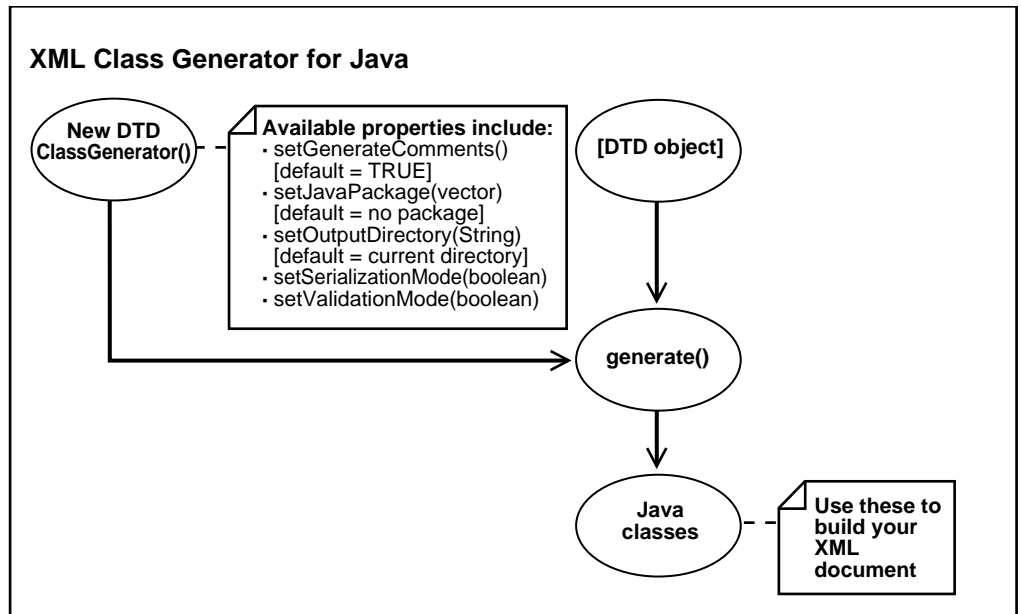 XML Class Generator for Java
New DTD
ClassGenerator()
Available properties include:
· setGenerateComments()
[default = TRUE]
· setJavaPackage(vector)
[default = no package]
· setOutputDirectory(String)
[default = current directory]
· setSerializationMode(boolean)
· setValidationMode(boolean)
[DTD object]
generate()
Java
classes
Use these to
build your
XML
document